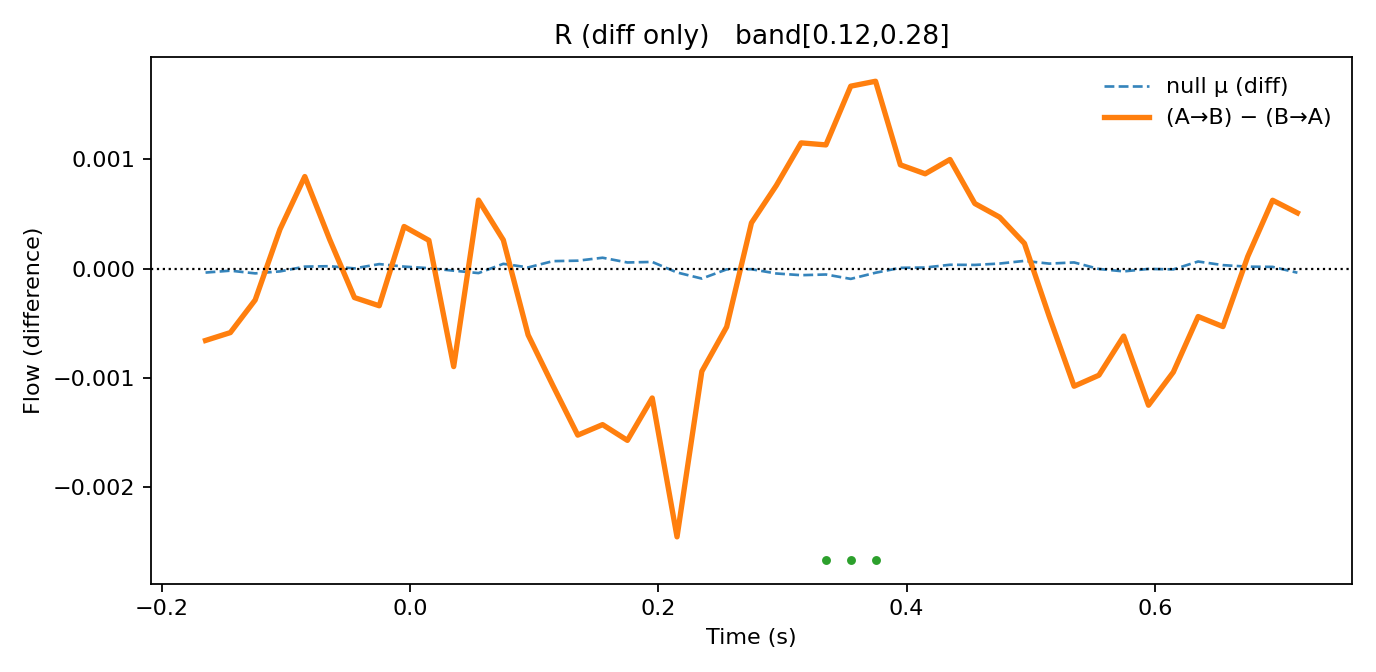 R (diff only)   band[0.12,0.28]
null μ (diff)
(A→B) − (B→A)
0.001
0.000
−0.001
−0.002
Flow (difference)
−0.2
0.0
0.2
0.4
0.6
Time (s)